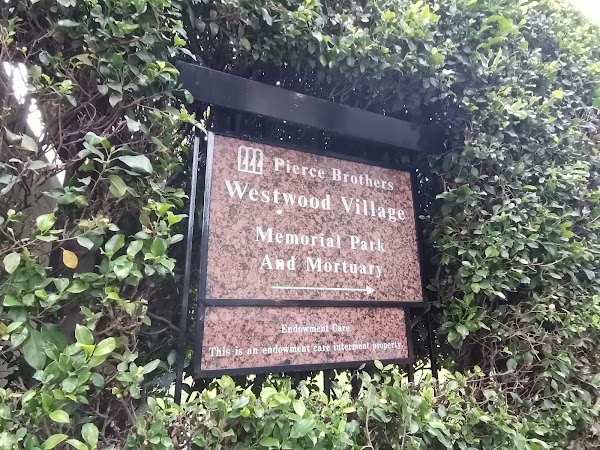 Pierce Brothers
Westwood Village
Memorial Park
And Mortuary
Endowment Care
This is an endowment care interment property.